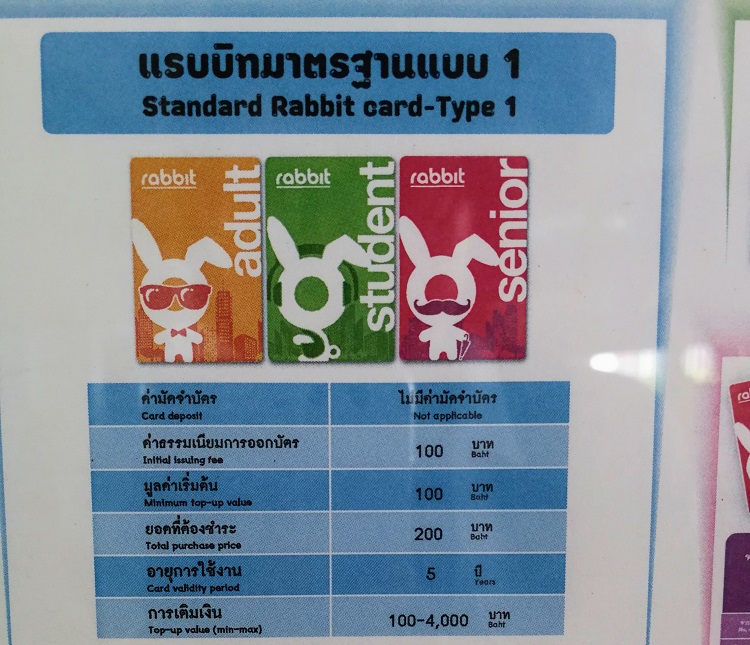 แรบบิทมาตรฐานแบบ 1
Standard Rabbit card-Type 1
rabbit adult
rabbit student
rabbit senior
ค่ามัดจำบัตร ไม่มีค่ามัดจำบัตร
Card deposit Not applicable
ค่าธรรมเนียมการออกบัตร 100 บาท
Initial issuing fee Baht
มูลค่าเริ่มต้น 100 บาท
Minimum top-up value Baht
ยอดที่ต้องชำระ 200 บาท
Total purchase price Baht
อายุการใช้งาน 5 ปี
Card validity period Years
การเติมเงิน 100-4,000 บาท
Top-up value (min-max) Baht